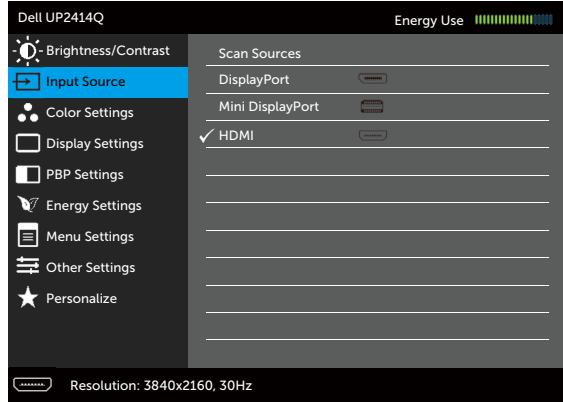 Dell UP2414Q
Energy Use
Brightness/Contrast
Input Source
Color Settings
Display Settings
PBP Settings
Energy Settings
Menu Settings
Other Settings
Personalize
Scan Sources
DisplayPort
Mini DisplayPort
HDMI
Resolution: 3840x2160, 30Hz